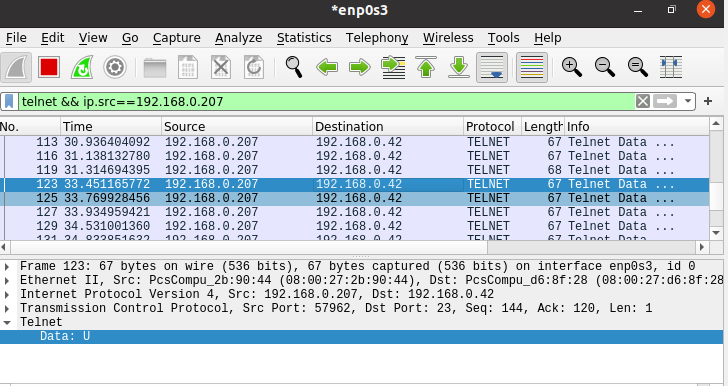 *enp0s3
File Edit View Go Capture Analyze Statistics Telephony Wireless Tools Help
telnet && ip.src==192.168.0.207
No. Time Source Destination Protocol Length Info
113 30.936404092 192.168.0.207 192.168.0.42 TELNET 67 Telnet Data ...
116 31.138132780 192.168.0.207 192.168.0.42 TELNET 67 Telnet Data ...
119 31.314694395 192.168.0.207 192.168.0.42 TELNET 68 Telnet Data ...
123 33.451165772 192.168.0.207 192.168.0.42 TELNET 67 Telnet Data ...
125 33.769928456 192.168.0.207 192.168.0.42 TELNET 67 Telnet Data ...
127 33.934959421 192.168.0.207 192.168.0.42 TELNET 67 Telnet Data ...
129 34.531001360 192.168.0.207 192.168.0.42 TELNET 67 Telnet Data ...
131 34.833851632 192.168.0.207 192.168.0.42 TELNET 67 Telnet Data ...
Frame 123: 67 bytes on wire (536 bits), 67 bytes captured (536 bits) on interface enp0s3, id 0
Ethernet II, Src: PcsCompu_2b:90:44 (08:00:27:2b:90:44), Dst: PcsCompu_d6:8f:28 (08:00:27:d6:8f:28
Internet Protocol Version 4, Src: 192.168.0.207, Dst: 192.168.0.42
Transmission Control Protocol, Src Port: 57962, Dst Port: 23, Seq: 144, Ack: 120, Len: 1
Telnet
Data: U